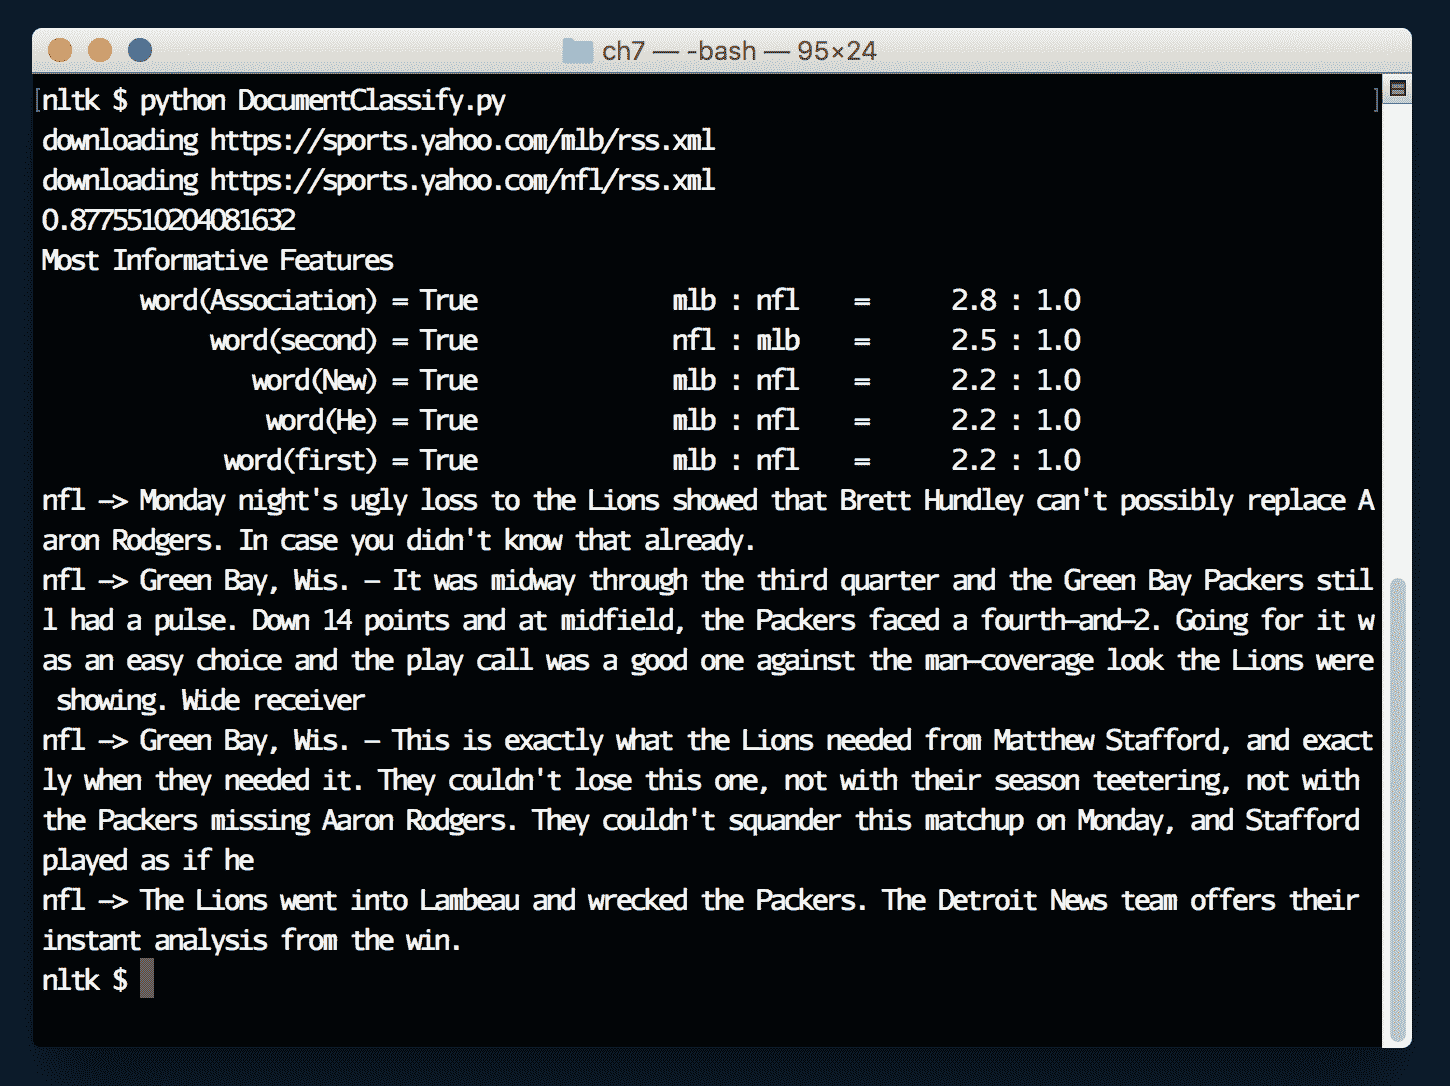 ch7 — -bash — 95×24
nltk $ python DocumentClassify.py
downloading https://sports.yahoo.com/mlb/rss.xml
downloading https://sports.yahoo.com/nfl/rss.xml
0.8775510204081632
Most Informative Features
word(Association) = True mlb : nfl = 2.8 : 1.0
word(second) = True nfl : mlb = 2.5 : 1.0
word(New) = True mlb : nfl = 2.2 : 1.0
word(He) = True mlb : nfl = 2.2 : 1.0
word(first) = True mlb : nfl = 2.2 : 1.0
nfl -> Monday night's ugly loss to the Lions showed that Brett Hundley can't possibly replace A
aron Rodgers. In case you didn't know that already.
nfl -> Green Bay, Wis. – It was midway through the third quarter and the Green Bay Packers stil
l had a pulse. Down 14 points and at midfield, the Packers faced a fourth-and-2. Going for it w
as an easy choice and the play call was a good one against the man-coverage look the Lions were
showing. Wide receiver
nfl -> Green Bay, Wis. – This is exactly what the Lions needed from Matthew Stafford, and exact
ly when they needed it. They couldn't lose this one, not with their season teetering, not with
the Packers missing Aaron Rodgers. They couldn't squander this matchup on Monday, and Stafford
played as if he
nfl -> The Lions went into Lambeau and wrecked the Packers. The Detroit News team offers their
instant analysis from the win.
nltk $